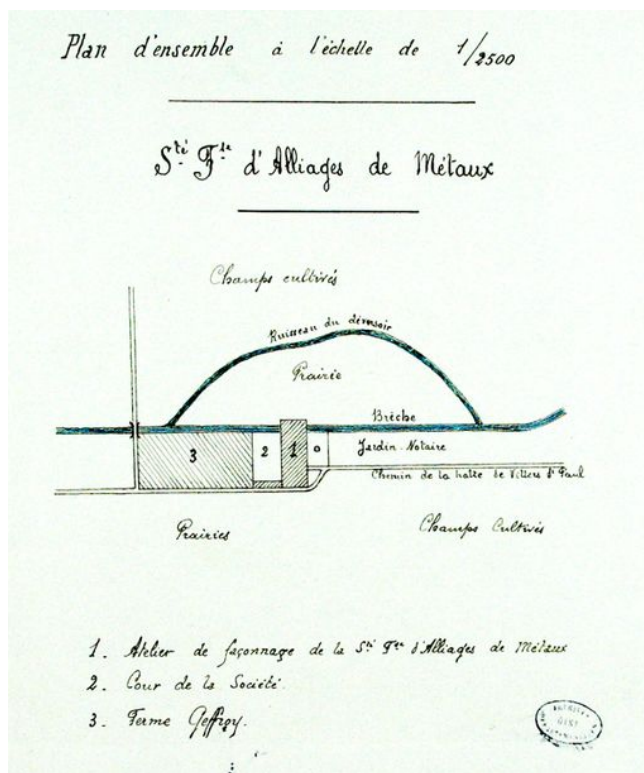 Plan d'ensemble à l'échelle de 1/2500
Sté Fse d'Alliages de Métaux
Champs cultivés
Ruisseau du déversoir
Prairie
Brèche
3
2
1
Jardin-Notaire
Chemin de la halte de Villers St Paul
Prairies
Champs Cultivés
1. Atelier de façonnage de la Sté Fse d'Alliages de Métaux
2. Cour de la Société.
3. Ferme Geffroy.
OISE